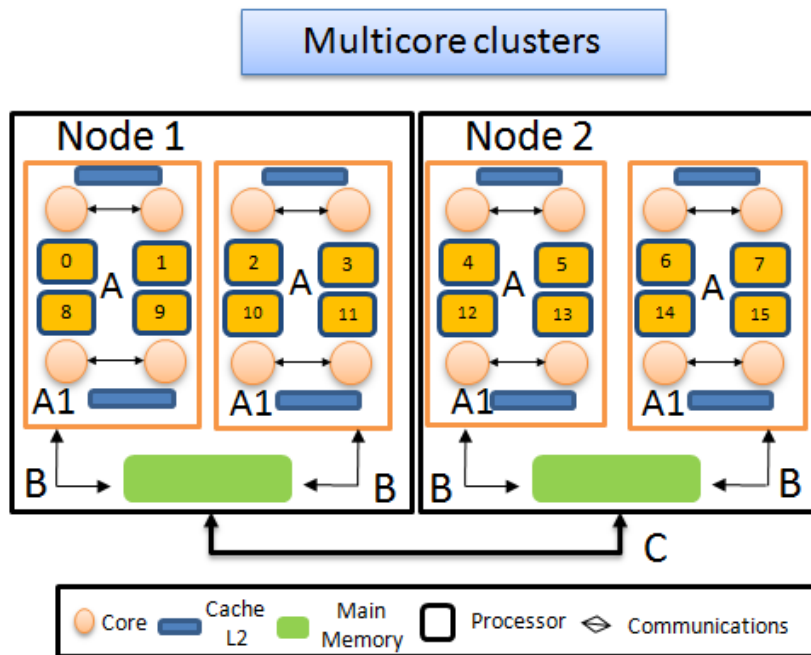 Multicore clusters
Node 1
Node 2
0 1 2 3 4 5 6 7
A A A A
8 9 10 11 12 13 14 15
A1 A1 A1 A1
B B B B
C
Core Cache L2 Main Memory Processor Communications